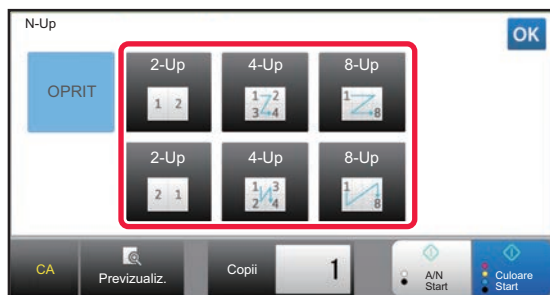 N-Up
OK
OPRIT
2-Up
4-Up
8-Up
1 2
1 2
3 4
1
8
2-Up
4-Up
8-Up
2 1
1 3
2 4
1
8
CA
Previzualiz.
Copii
1
A/N
Start
Culoare
Start